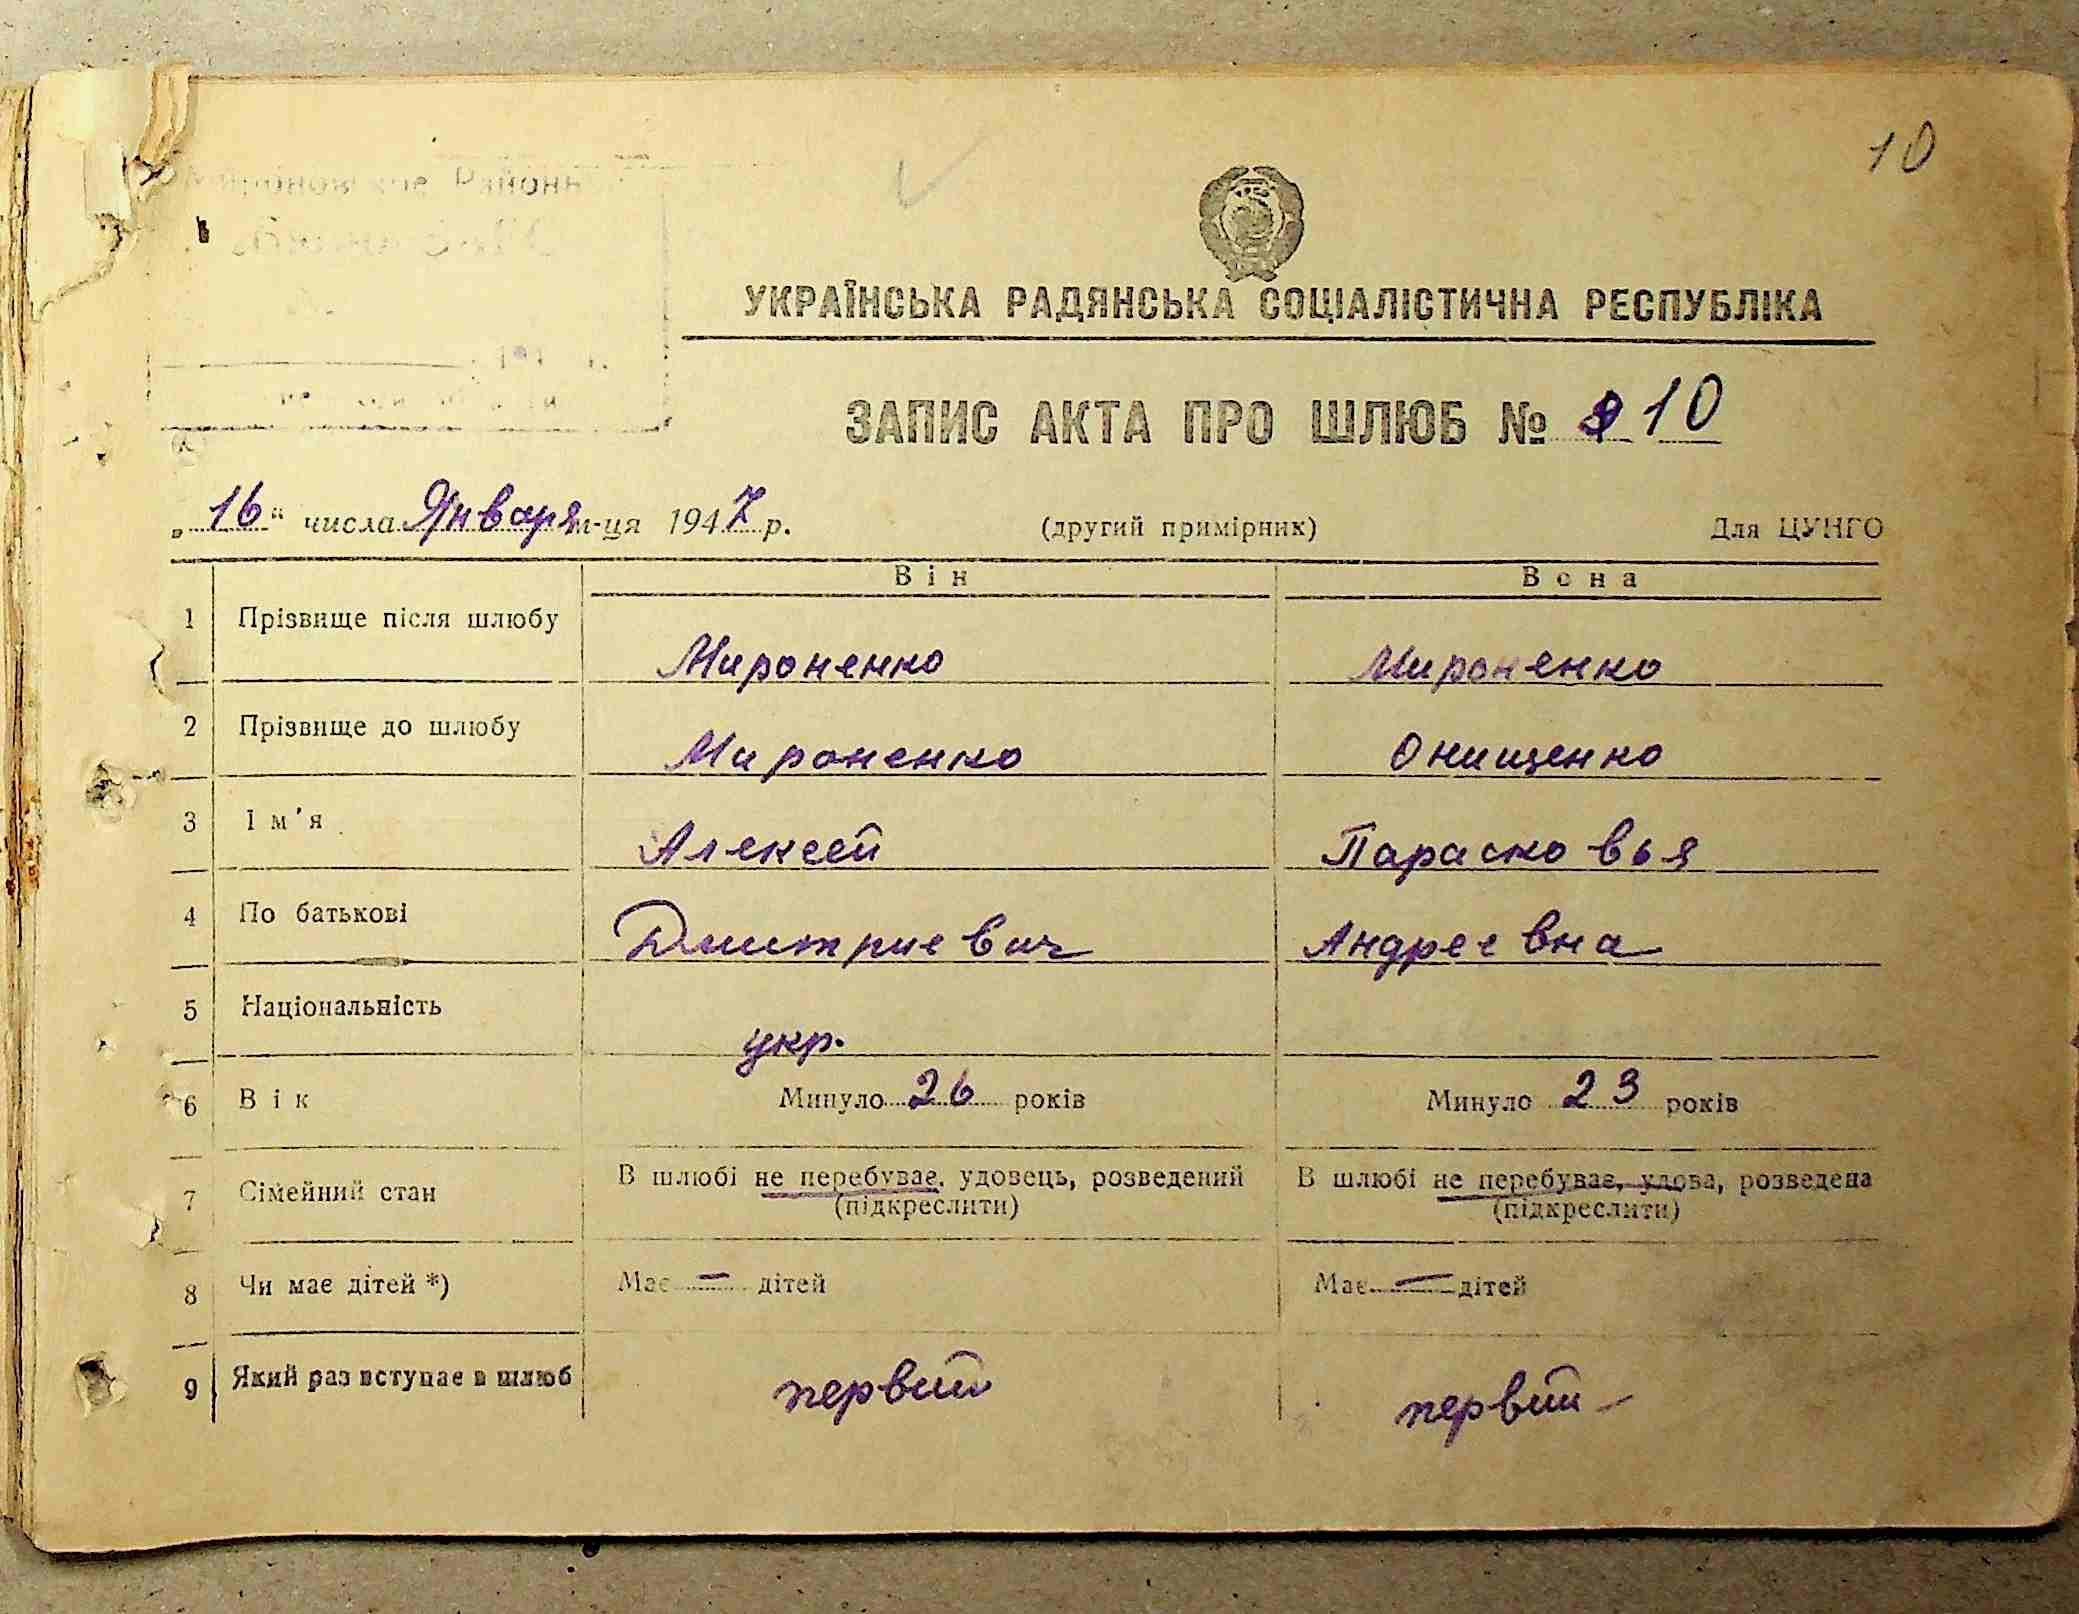 10
УКРАЇНСЬКА РАДЯНСЬКА СОЦІАЛІСТИЧНА РЕСПУБЛІКА
ЗАПИС АКТА ПРО ШЛЮБ № 10
„16“ числа Января м-ця 1947 р. (другий примірник) Для ЦУНГО
Він Вона
1 Прізвище після шлюбу Мироненко Мироненко
2 Прізвище до шлюбу Мироненко Онищенко
3 Ім'я Алексей Парасковья
4 По батькові Дмитриевич Андреевна
5 Національність укр.
6 Вік Минуло 26 років Минуло 23 років
7 Сімейний стан В шлюбі не перебуває, удовець, розведений В шлюбі не перебуває, удова, розведена
(підкреслити) (підкреслити)
8 Чи має дітей *) Має — дітей Має — дітей
9 Який раз вступає в шлюб первий первий